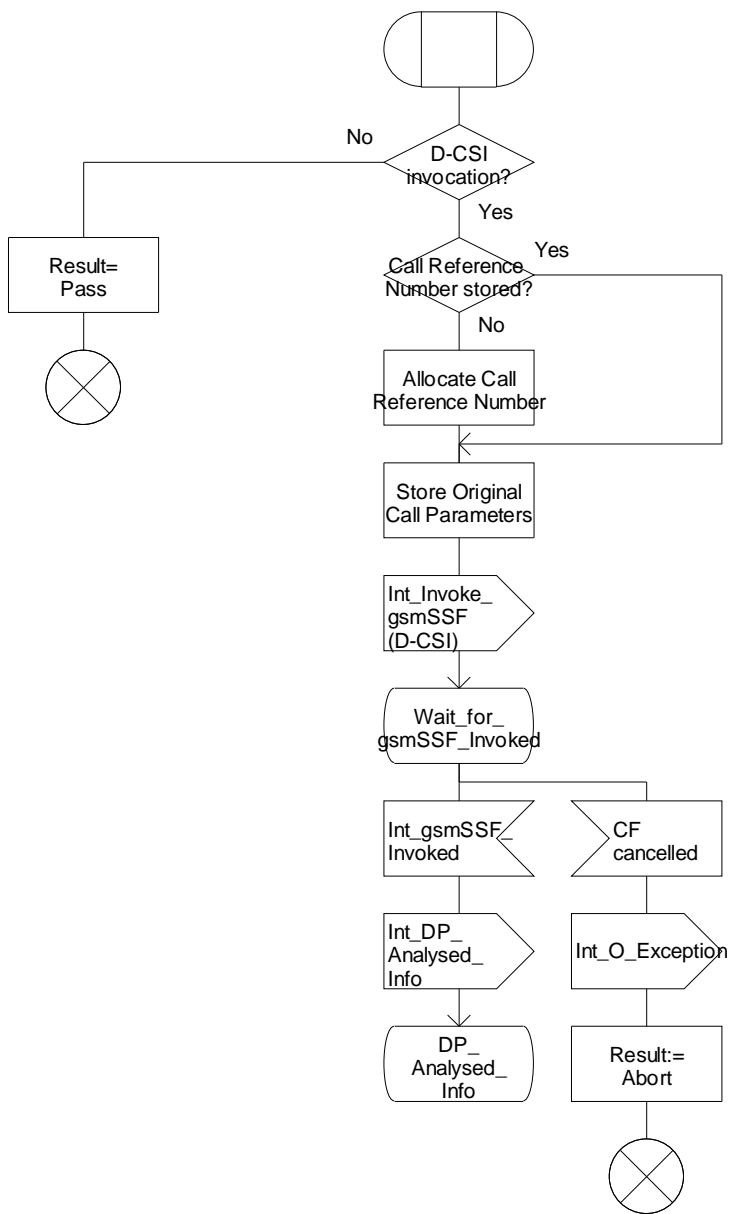 No
D-CSI
invocation?
Yes
Result=
Pass
Call Reference
Number stored?
Yes
No
Allocate Call
Reference Number
Store Original
Call Parameters
Int_Invoke_
gsmSSF
(D-CSI)
Wait_for_
gsmSSF_Invoked
Int_gsmSSF_
Invoked
CF
cancelled
Int_DP_
Analysed_
Info
Int_O_Exception
DP_
Analysed_
Info
Result:=
Abort